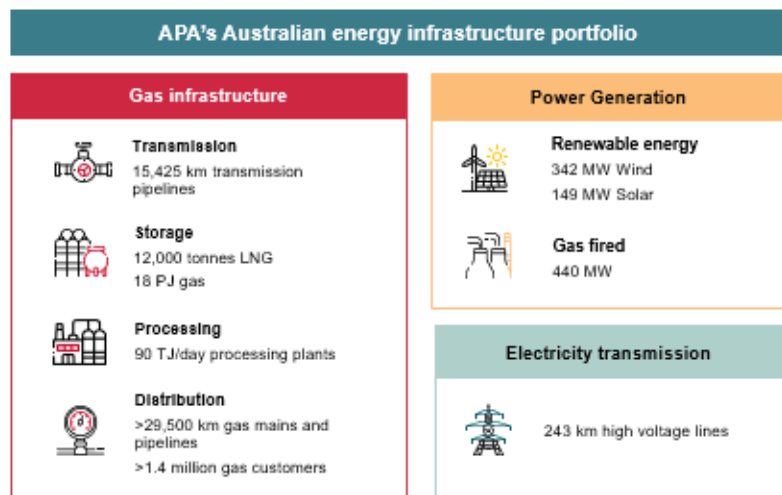 APA's Australian energy infrastructure portfolio
Gas infrastructure
Transmission
15,425 km transmission
pipelines
Storage
12,000 tonnes LNG
18 PJ gas
Processing
90 TJ/day processing plants
Distribution
>29,500 km gas mains and
pipelines
>1.4 million gas customers
Power Generation
Renewable energy
342 MW Wind
149 MW Solar
Gas fired
440 MW
Electricity transmission
243 km high voltage lines